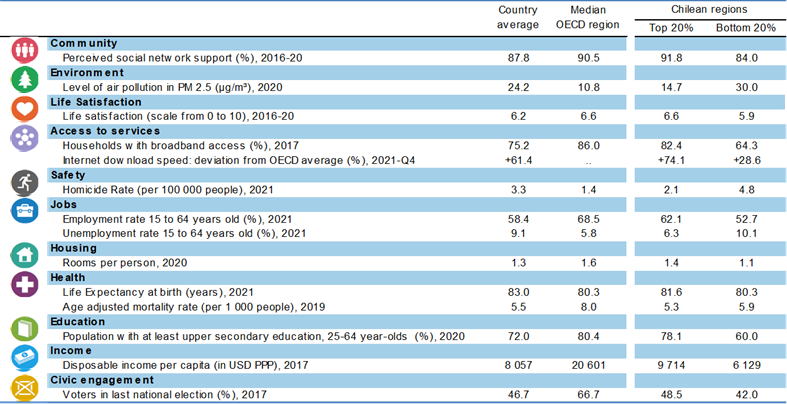 Country average Median OECD region Chilean regions
Top 20% Bottom 20%
Community
Perceived social netw ork support (%), 2016-20 87.8 90.5 91.8 84.0
Environment
Level of air pollution in PM 2.5 (µg/m³), 2020 24.2 10.8 14.7 30.0
Life Satisfaction
Life satisfaction (scale from 0 to 10), 2016-20 6.2 6.6 6.6 5.9
Access to services
Households w ith broadband access (%), 2017 75.2 86.0 82.4 64.3
Internet dow nload speed: deviation from OECD average (%), 2021-Q4 +61.4 .. +74.1 +28.6
Safety
Homicide Rate (per 100 000 people), 2021 3.3 1.4 2.1 4.8
Jobs
Employment rate 15 to 64 years old (%), 2021 58.4 68.5 62.1 52.7
Unemployment rate 15 to 64 years old (%), 2021 9.1 5.8 6.3 10.1
Housing
Rooms per person, 2020 1.3 1.6 1.4 1.1
Health
Life Expectancy at birth (years), 2021 83.0 80.3 81.6 80.3
Age adjusted mortality rate (per 1 000 people), 2019 5.5 8.0 5.3 5.9
Education
Population w ith at least upper secondary education, 25-64 year-olds (%), 2020 72.0 80.4 78.1 60.0
Income
Disposable income per capita (in USD PPP), 2017 8 057 20 601 9 714 6 129
Civic engagement
Voters in last national election (%), 2017 46.7 66.7 48.5 42.0